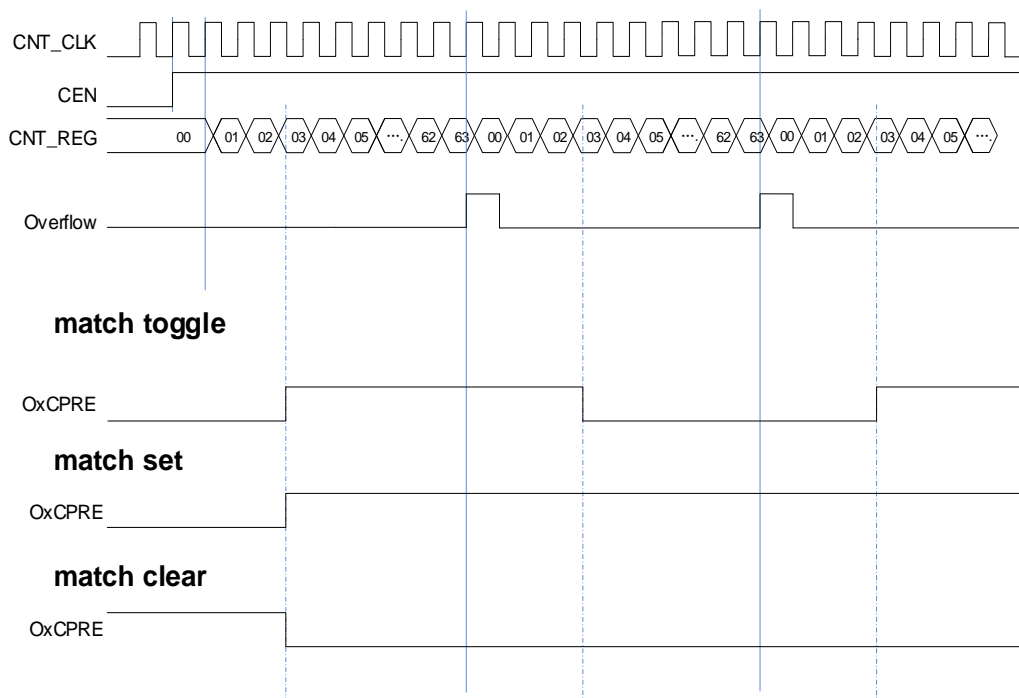 CNT_CLK
CEN
CNT_REG 00 01 02 03 04 05 ···. 62 63 00 01 02 03 04 05 ···. 62 63 00 01 02 03 04 05 ···.
Overflow
match toggle
OxCPRE
match set
OxCPRE
match clear
OxCPRE